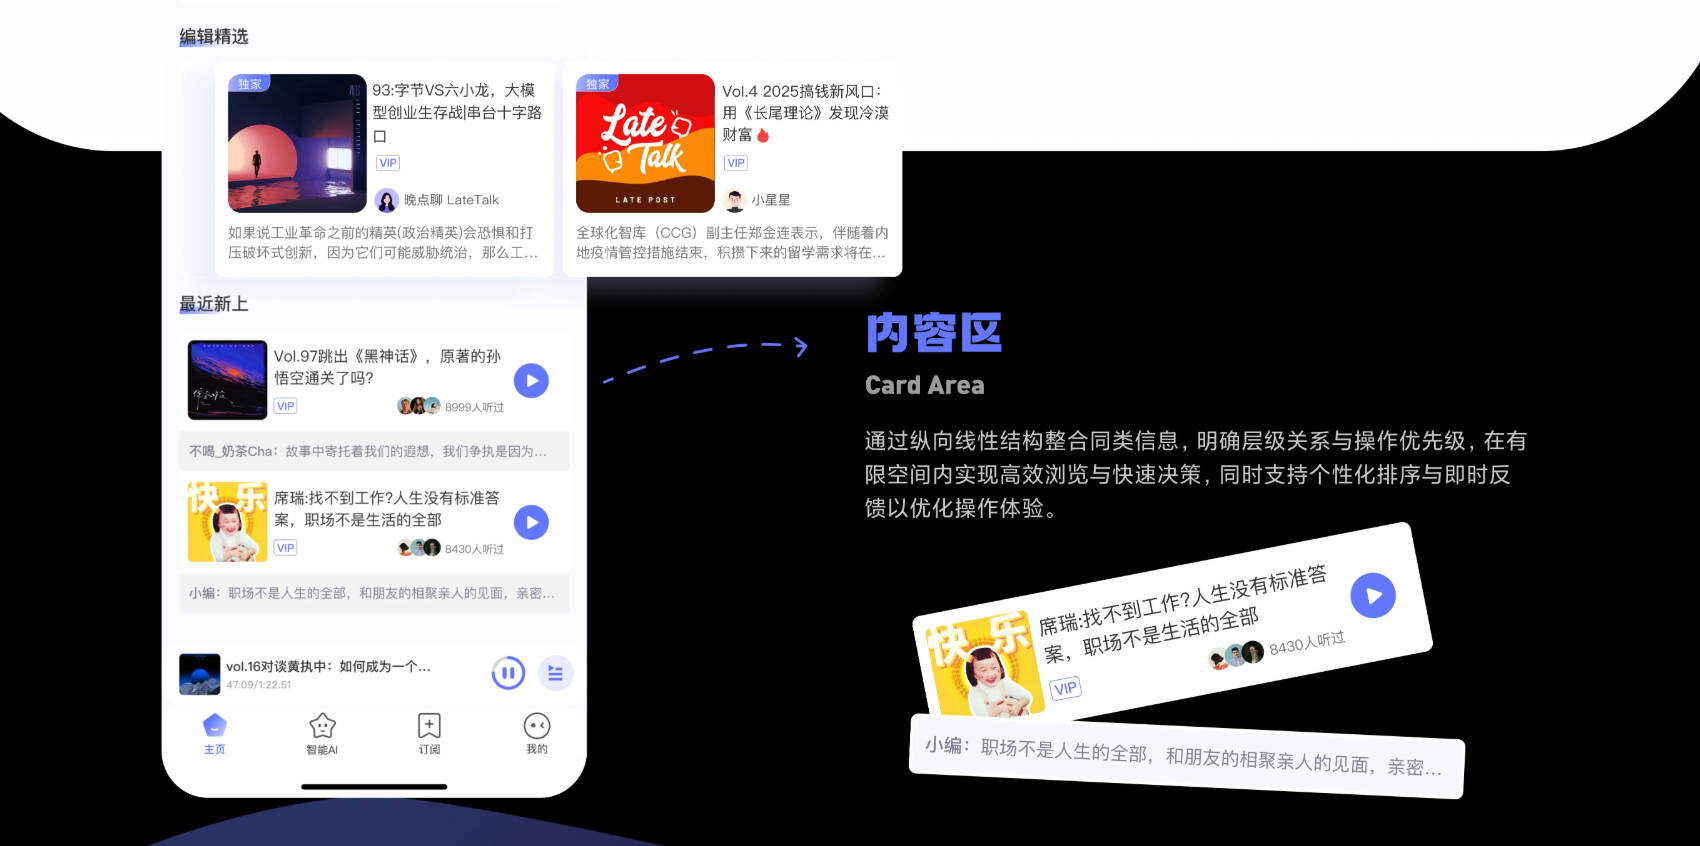 编辑精选
独家
93:字节VS六小龙，大模
型创业生存战|串台十字路
口
VIP
晚点聊 LateTalk
如果说工业革命之前的精英(政治精英)会恐惧和打
压破坏式创新，因为它们可能威胁统治，那么工...
独家
Late
Talk
LATE POST
Vol.4 2025搞钱新风口：
用《长尾理论》发现冷漠
财富🔥
VIP
小星星
全球化智库（CCG）副主任郑金连表示，伴随着内
地疫情管控措施结束，积攒下来的留学需求将在...
最近新上
Vol.97跳出《黑神话》，原著的孙
悟空通关了吗?
VIP
8999人听过
不喝_奶茶Cha：故事中寄托着我们的遐想，我们争执是因为...
快乐
席瑞:找不到工作?人生没有标准答
案，职场不是生活的全部
VIP
8430人听过
小编：职场不是人生的全部，和朋友的相聚亲人的见面，亲密...
vol.16对谈黄执中：如何成为一个...
47:09/1:22.51
主页
智能AI
订阅
我的
内容区
Card Area
通过纵向线性结构整合同类信息，明确层级关系与操作优先级，在有
限空间内实现高效浏览与快速决策，同时支持个性化排序与即时反
馈以优化操作体验。
快乐
席瑞:找不到工作?人生没有标准答
案，职场不是生活的全部
8430人听过
VIP
小编：职场不是人生的全部，和朋友的相聚亲人的见面，亲密...